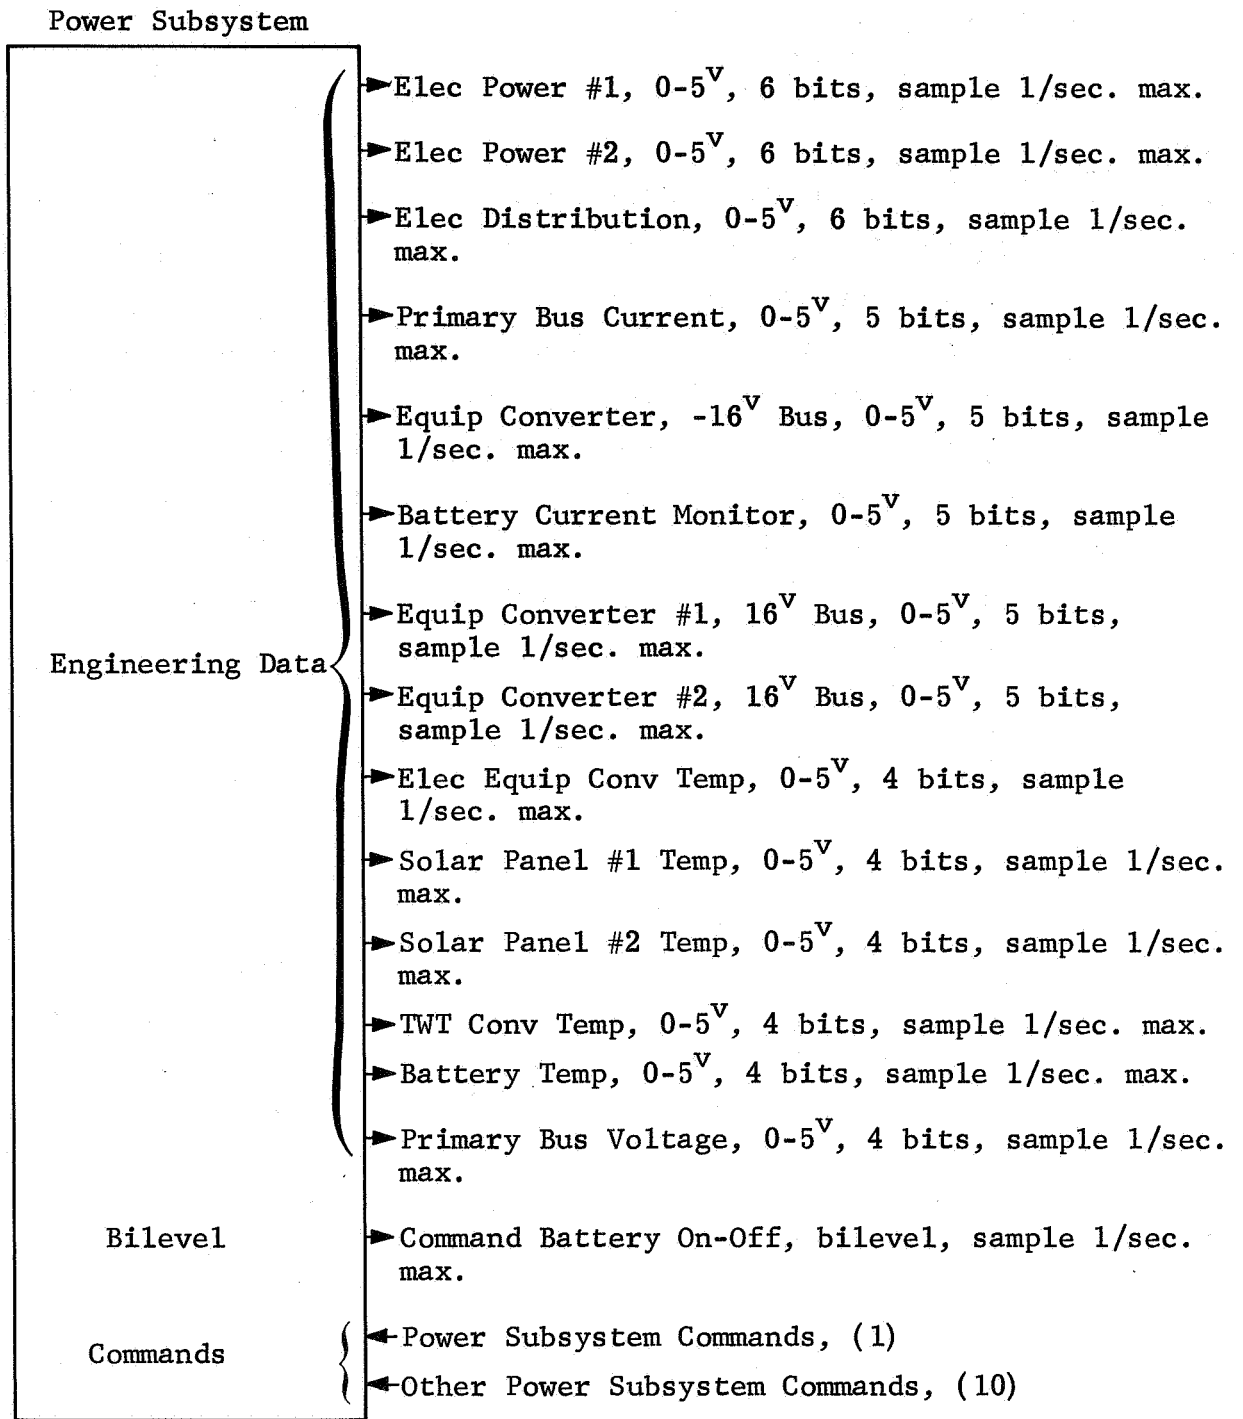 Power Subsystem
Elec Power #1, 0-5V, 6 bits, sample 1/sec. max.
Elec Power #2, 0-5V, 6 bits, sample 1/sec. max.
Elec Distribution, 0-5V, 6 bits, sample 1/sec.
max.
Primary Bus Current, 0-5V, 5 bits, sample 1/sec.
max.
Equip Converter, -16V Bus, 0-5V, 5 bits, sample
1/sec. max.
Battery Current Monitor, 0-5V, 5 bits, sample
1/sec. max.
Equip Converter #1, 16V Bus, 0-5V, 5 bits,
sample 1/sec. max.
Engineering Data
Equip Converter #2, 16V Bus, 0-5V, 5 bits,
sample 1/sec. max.
Elec Equip Conv Temp, 0-5V, 4 bits, sample
1/sec. max.
Solar Panel #1 Temp, 0-5V, 4 bits, sample 1/sec.
max.
Solar Panel #2 Temp, 0-5V, 4 bits, sample 1/sec.
max.
TWT Conv Temp, 0-5V, 4 bits, sample 1/sec. max.
Battery Temp, 0-5V, 4 bits, sample 1/sec. max.
Primary Bus Voltage, 0-5V, 4 bits, sample 1/sec.
max.
Bilevel
Command Battery On-Off, bilevel, sample 1/sec.
max.
Commands
Power Subsystem Commands, (1)
Other Power Subsystem Commands, (10)